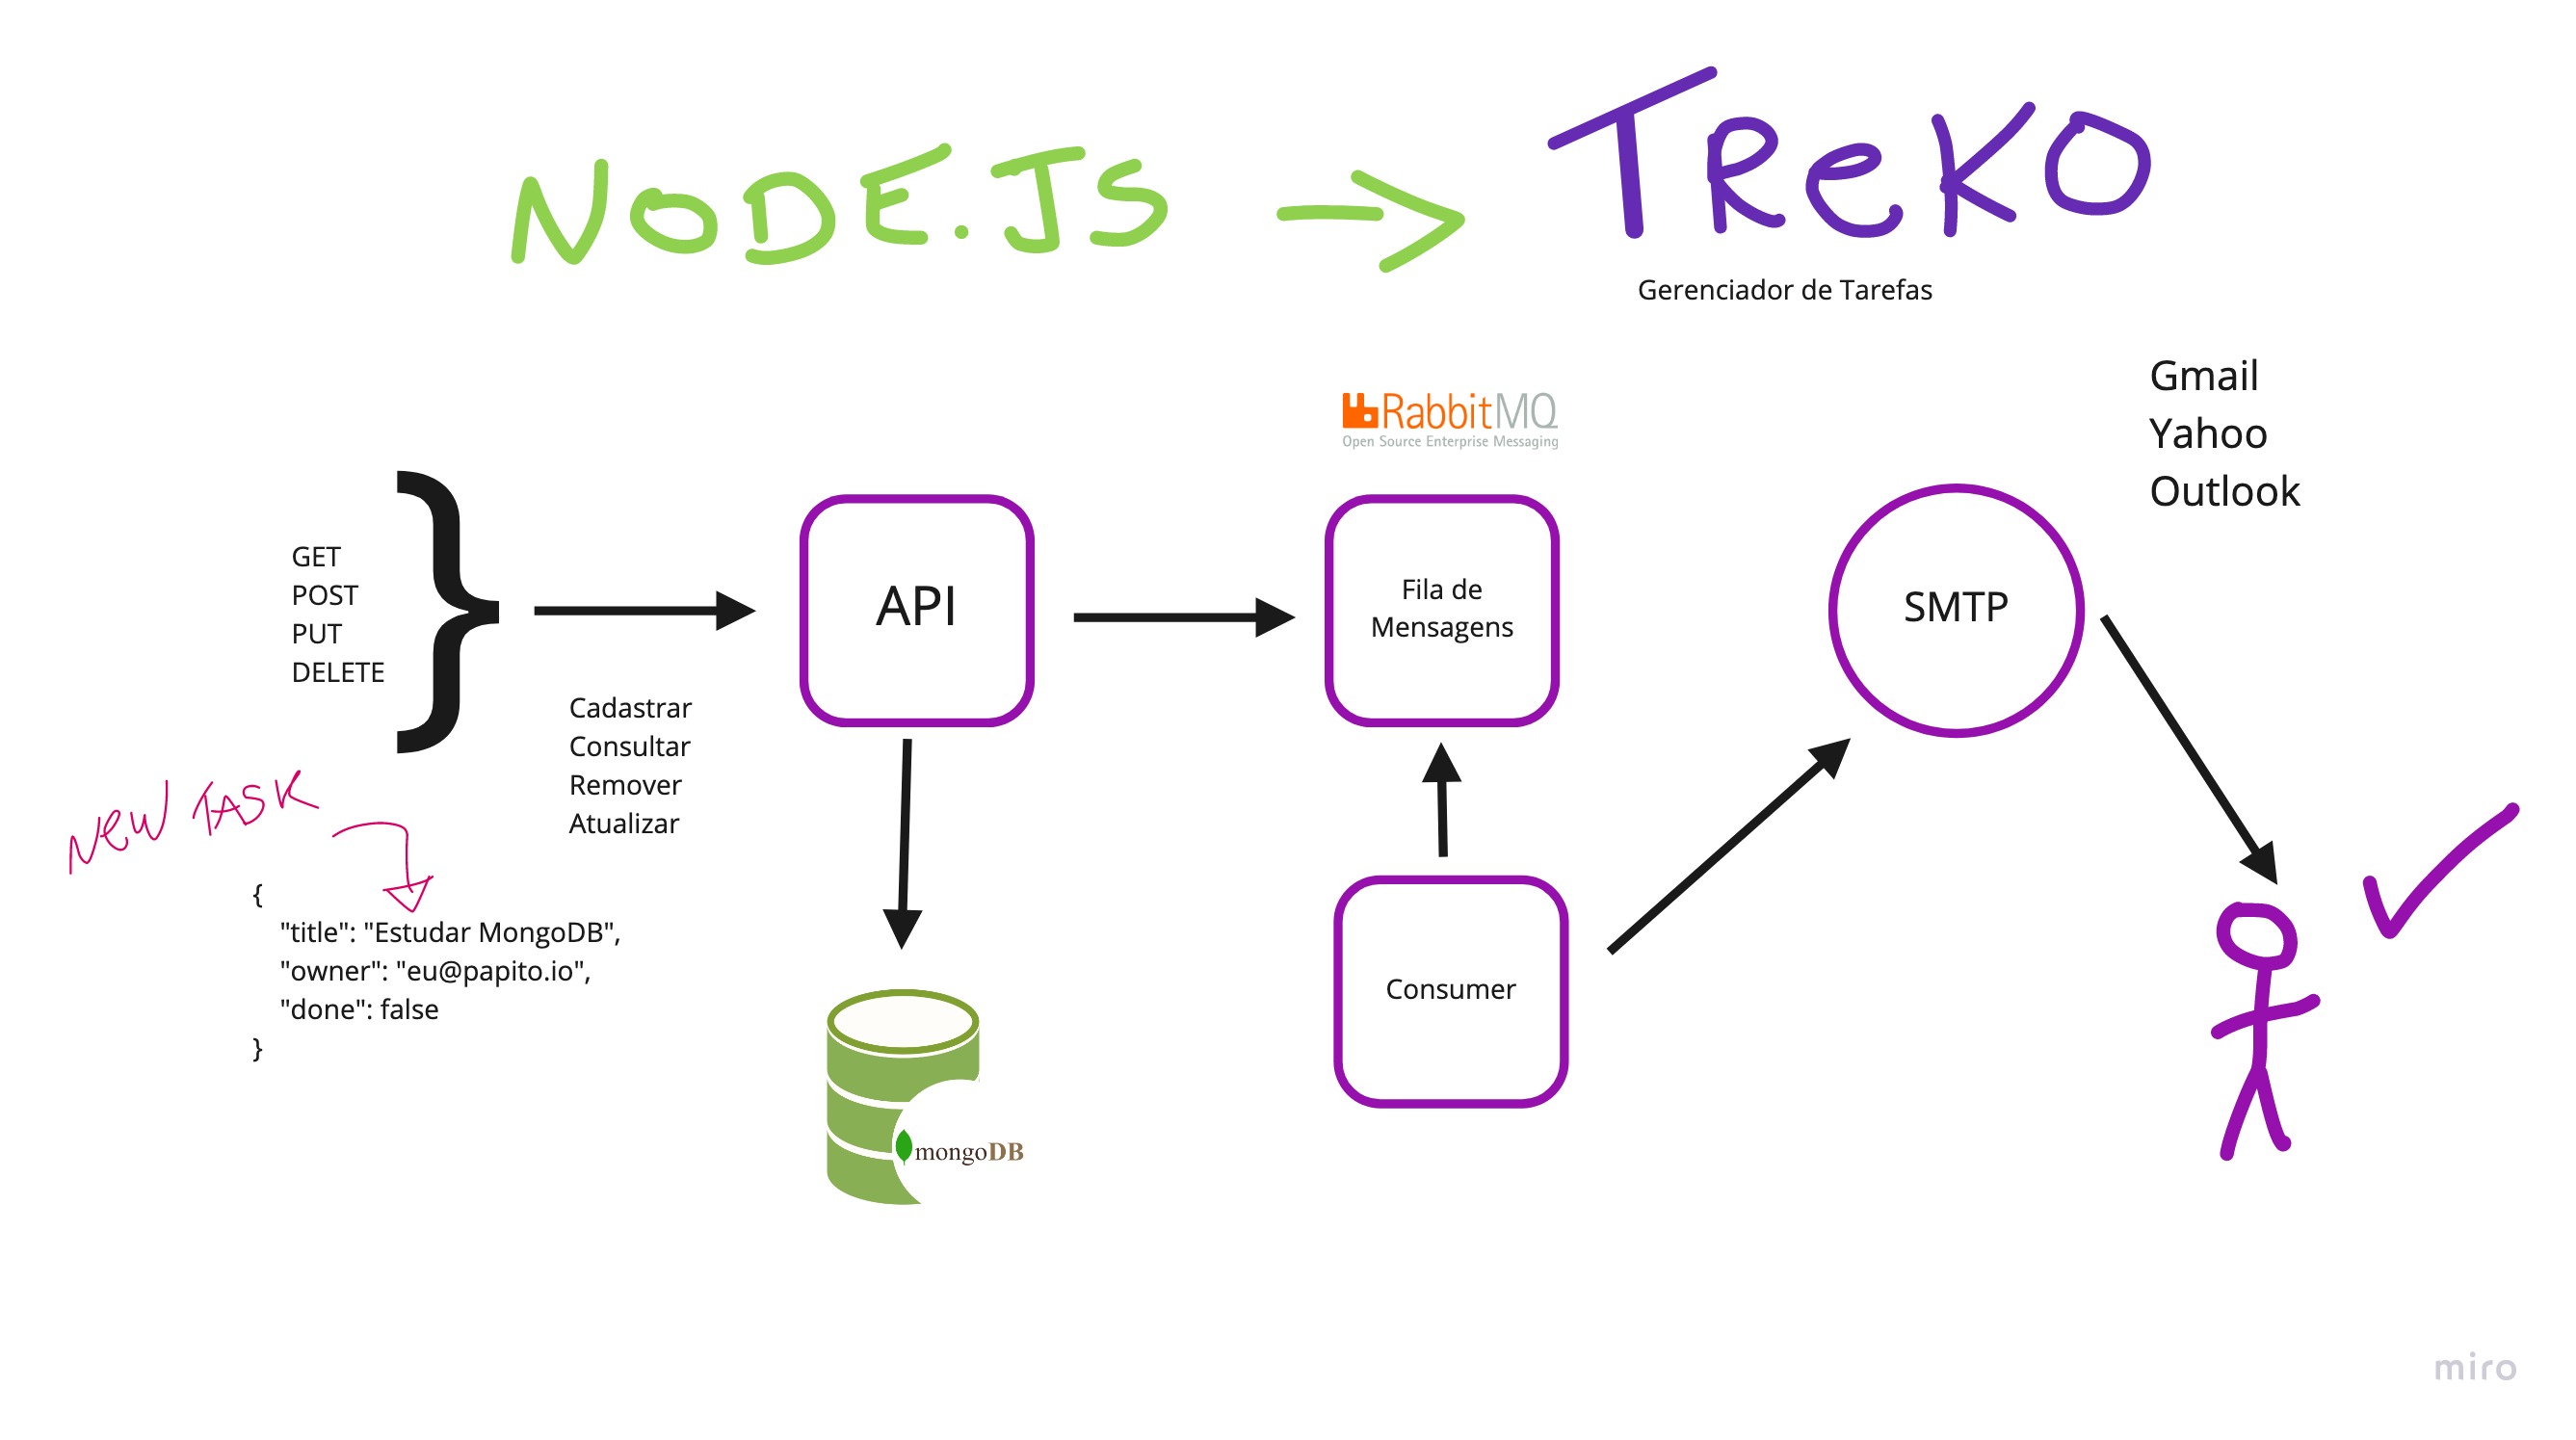 NODE.JS -> TReKO
Gerenciador de Tarefas
Gmail
Yahoo
Outlook
RabbitMQ
Open Source Enterprise Messaging
GET
POST
PUT
DELETE
}
Cadastrar
Consultar
Remover
Atualizar
API
Fila de
Mensagens
SMTP
NeW TASK
{
"title": "Estudar MongoDB",
"owner": "eu@papito.io",
"done": false
}
mongoDB
Consumer
miro